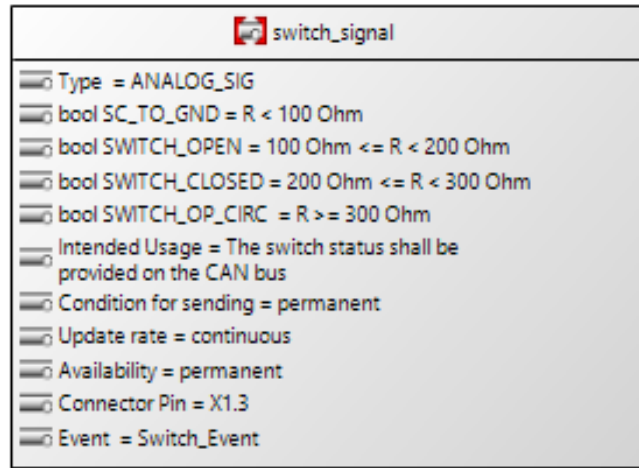 switch_signal
Type = ANALOG_SIG
bool SC_TO_GND = R < 100 Ohm
bool SWITCH_OPEN = 100 Ohm <= R < 200 Ohm
bool SWITCH_CLOSED = 200 Ohm <= R < 300 Ohm
bool SWITCH_OP_CIRC = R >= 300 Ohm
Intended Usage = The switch status shall be
provided on the CAN bus
Condition for sending = permanent
Update rate = continuous
Availability = permanent
Connector Pin = X1.3
Event = Switch_Event